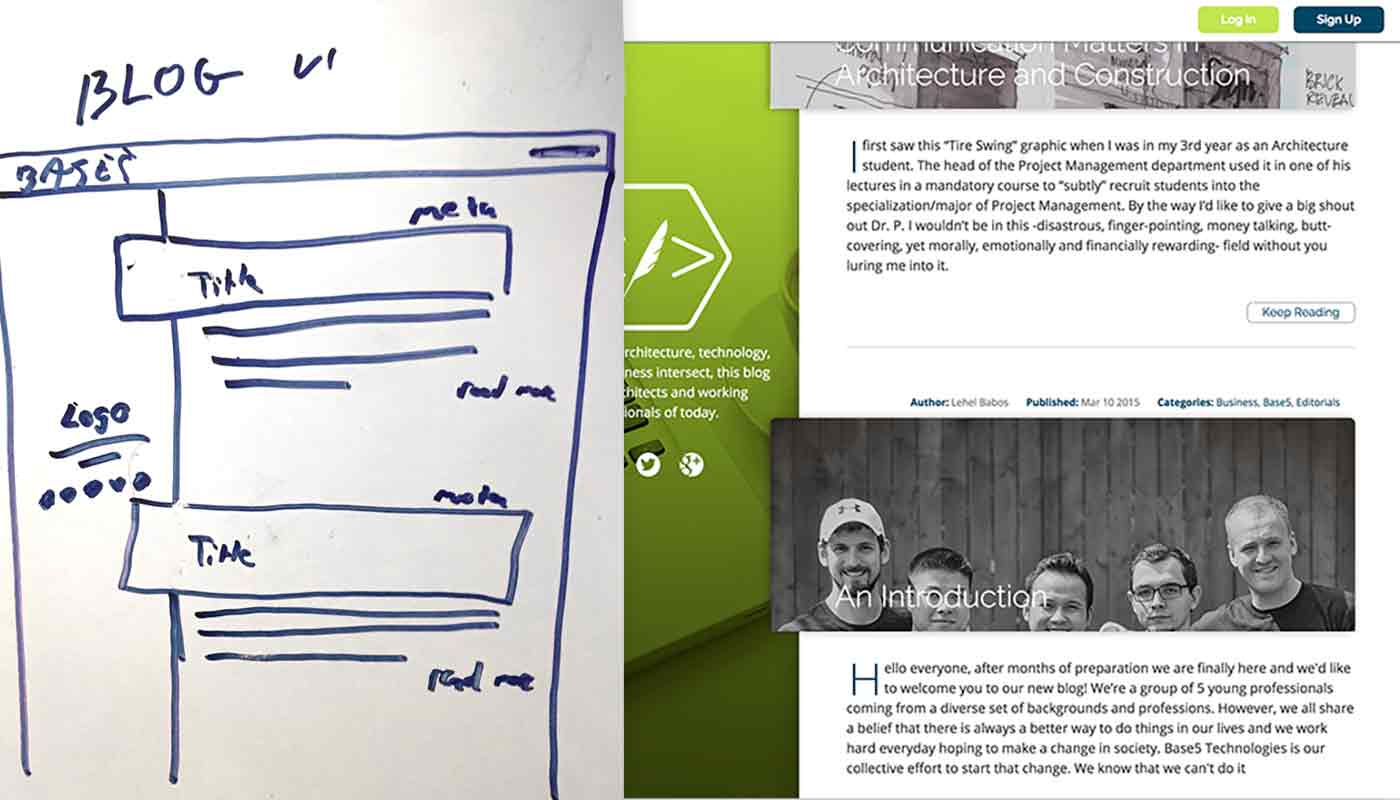 BLOG V1
BASE5
meta
Title
read more
Logo
meta
Title
read more
Log In
Sign Up
Communication Matters in
Architecture and Construction
BRICK
REVEAL
I first saw this “Tire Swing” graphic when I was in my 3rd year as an Architecture
student. The head of the Project Management department used it in one of his
lectures in a mandatory course to “subtly” recruit students into the
specialization/major of Project Management. By the way I’d like to give a big shout
out Dr. P. I wouldn’t be in this -disastrous, finger-pointing, money talking, butt-
covering, yet morally, emotionally and financially rewarding- field without you
luring me into it.
Keep Reading
rchitecture, technology,
ness intersect, this blog
chitects and working
ionals of today.
Author: Lehel Babos Published: Mar 10 2015 Categories: Business, Base5, Editorials
An Introduction
Hello everyone, after months of preparation we are finally here and we’d like
to welcome you to our new blog! We’re a group of 5 young professionals
coming from a diverse set of backgrounds and professions. However, we all share
a belief that there is always a better way to do things in our lives and we work
hard everyday hoping to make a change in society. Base5 Technologies is our
collective effort to start that change. We know that we can’t do it